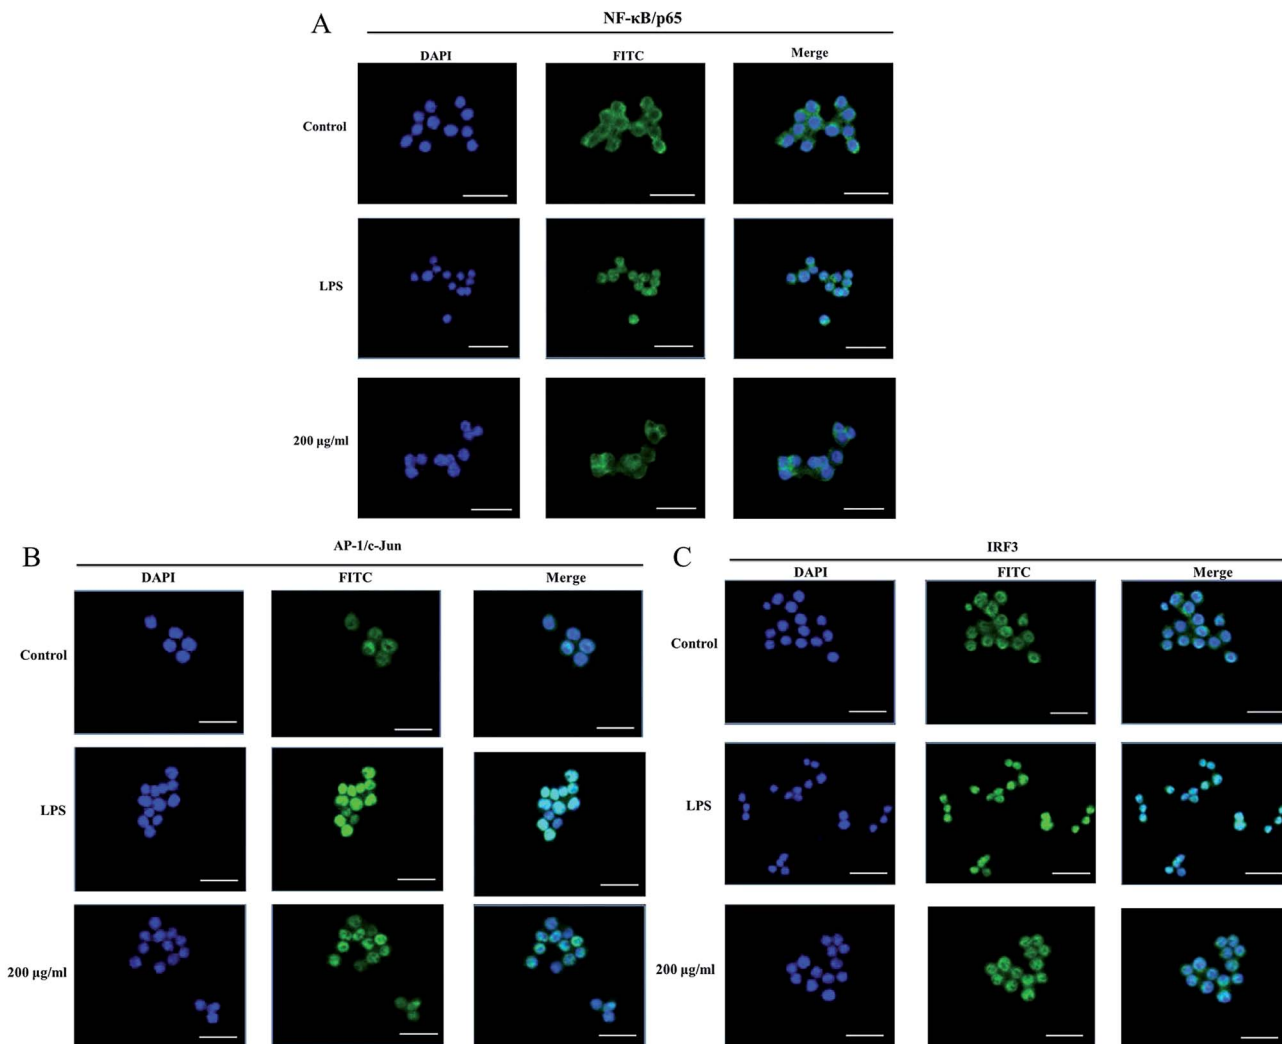 A
NF-κB/p65
DAPI FITC Merge
Control
LPS
200 μg/ml
B
AP-1/c-Jun
DAPI FITC Merge
Control
LPS
200 μg/ml
C
IRF3
DAPI FITC Merge
Control
LPS
200 μg/ml